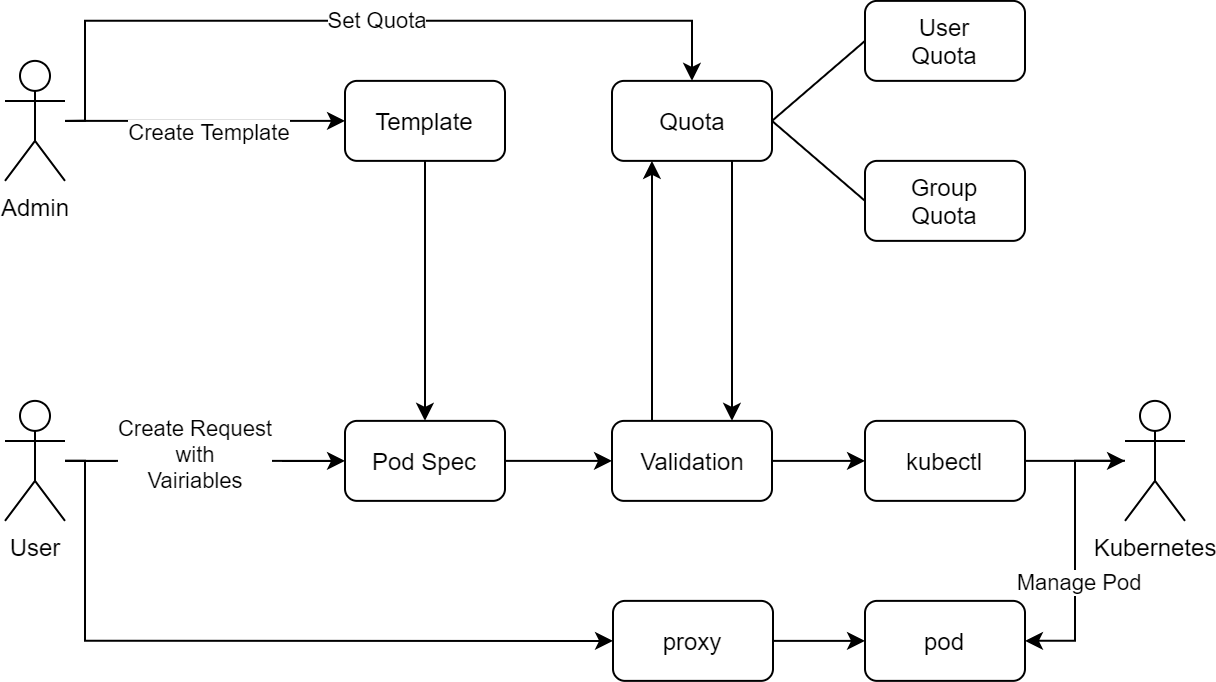 Set Quota
User
Quota
Create Template
Template
Quota
Group
Quota
Admin
Create Request
with
Vairiables
Pod Spec
Validation
kubectl
User
Kubernetes
Manage Pod
proxy
pod